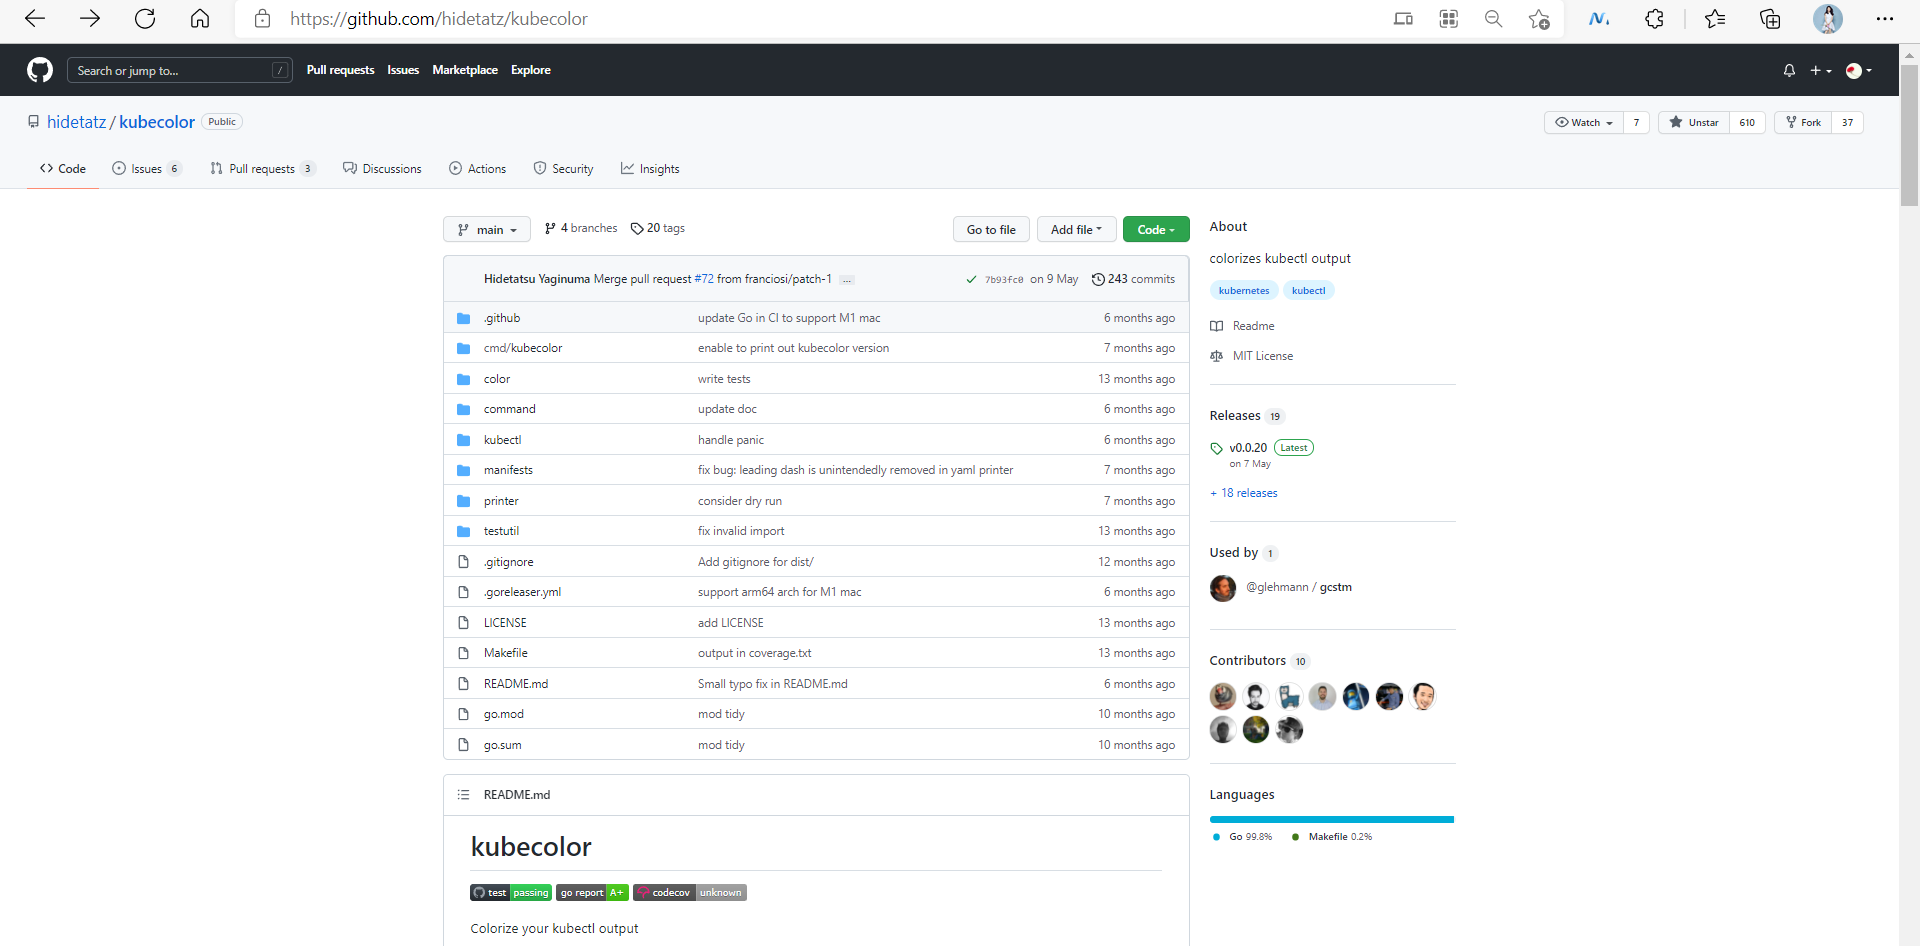 https://github.com/hidetatz/kubecolor
Search or jump to... /
Pull requests Issues Marketplace Explore
hidetatz / kubecolor Public
Watch 7 Unstar 610 Fork 37
Code Issues 6 Pull requests 3 Discussions Actions Security Insights
main 4 branches 20 tags Go to file Add file Code
Hidetatsu Yaginuma Merge pull request #72 from franciosi/patch-1 ... 7b93fc0 on 9 May 243 commits
.github update Go in CI to support M1 mac 6 months ago
cmd/kubecolor enable to print out kubecolor version 7 months ago
color write tests 13 months ago
command update doc 6 months ago
kubectl handle panic 6 months ago
manifests fix bug: leading dash is unintendedly removed in yaml printer 7 months ago
printer consider dry run 7 months ago
testutil fix invalid import 13 months ago
.gitignore Add gitignore for dist/ 12 months ago
.goreleaser.yml support arm64 arch for M1 mac 6 months ago
LICENSE add LICENSE 13 months ago
Makefile output in coverage.txt 13 months ago
README.md Small typo fix in README.md 6 months ago
go.mod mod tidy 10 months ago
go.sum mod tidy 10 months ago
README.md
kubecolor
test passing go report A+ codecov unknown
Colorize your kubectl output
About
colorizes kubectl output
kubernetes kubectl
Readme
MIT License
Releases 19
v0.0.20 Latest
on 7 May
+ 18 releases
Used by 1
@glehmann / gcstm
Contributors 10
Languages
Go 99.8% Makefile 0.2%